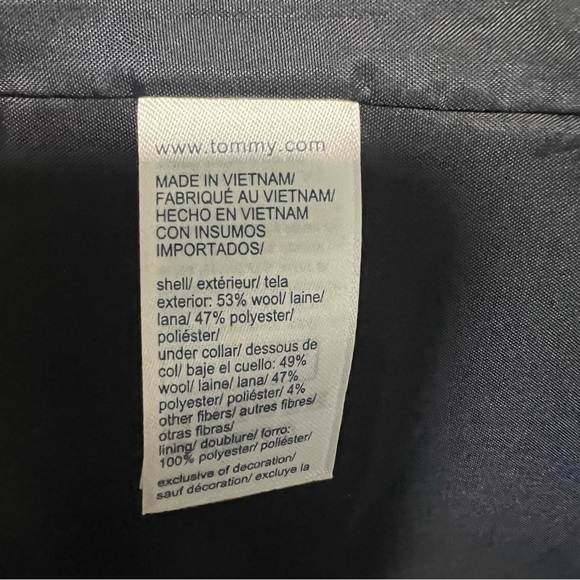 www.tommy.com
MADE IN VIETNAM/
FABRIQUÉ AU VIETNAM/
HECHO EN VIETNAM
CON INSUMOS
IMPORTADOS/
shell/ extérieur/ tela
exterior: 53% wool/ laine/
lana/ 47% polyester/
poliéster/
under collar/ dessous de
col/ baje el cuello: 49%
wool/ laine/ lana/ 47%
polyester/ poliéster/ 4%
other fibers/ autres fibres/
otras fibras/
lining/ doublure/ forro:
100% polyester/ poliéster/
exclusive of decoration/
sauf décoration/ excluye la